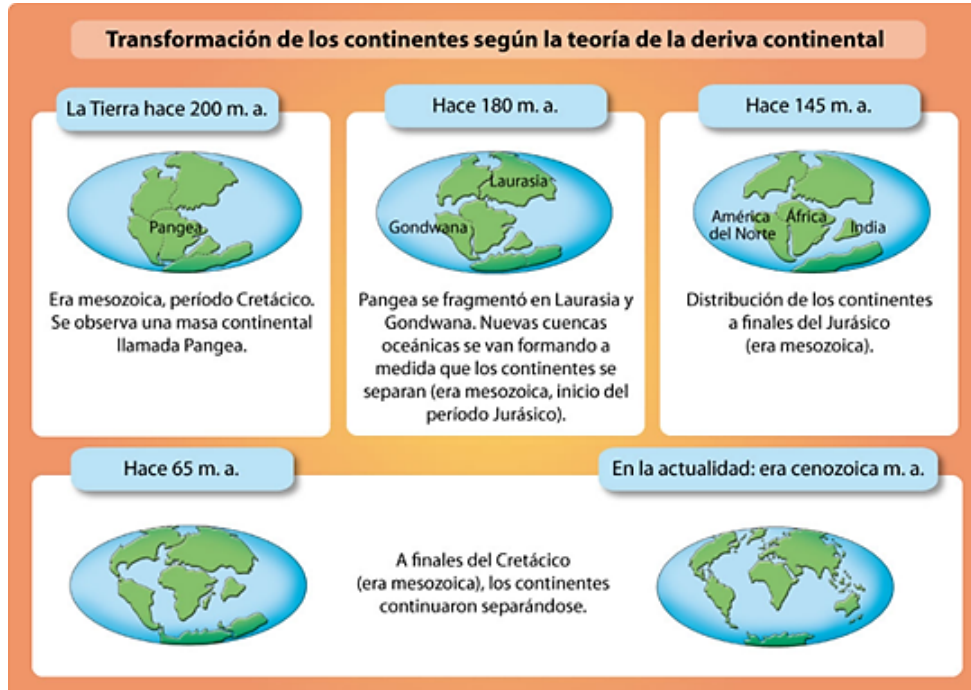 Transformación de los continentes según la teoría de la deriva continental
La Tierra hace 200 m. a.
Pangea
Era mesozoica, período Cretácico.
Se observa una masa continental
llamada Pangea.
Hace 180 m. a.
Laurasia
Gondwana
Pangea se fragmentó en Laurasia y
Gondwana. Nuevas cuencas
oceánicas se van formando a
medida que los continentes se
separan (era mesozoica, inicio del
período Jurásico).
Hace 145 m. a.
América
del Norte
África
India
Distribución de los continentes
a finales del Jurásico
(era mesozoica).
Hace 65 m. a.
A finales del Cretácico
(era mesozoica), los continentes
continuaron separándose.
En la actualidad: era cenozoica m. a.